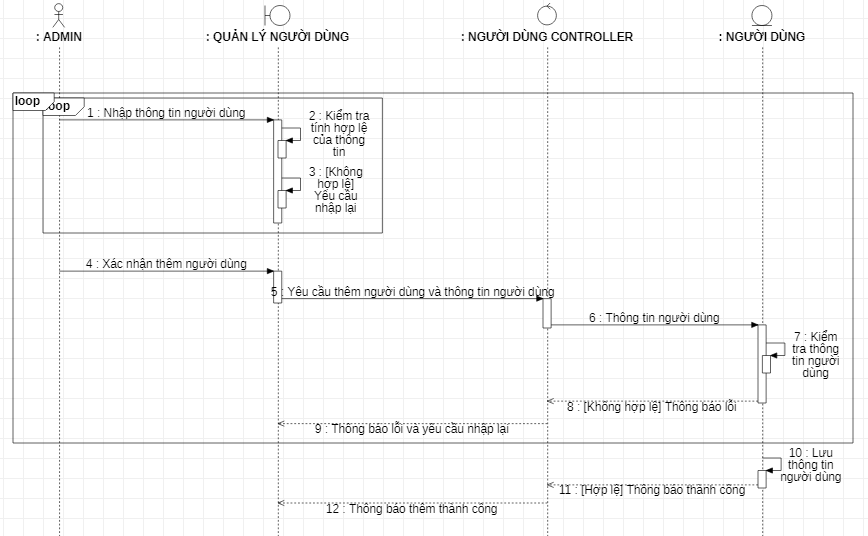 : ADMIN
: QUẢN LÝ NGƯỜI DÙNG
: NGƯỜI DÙNG CONTROLLER
: NGƯỜI DÙNG
loop
loop
1 : Nhập thông tin người dùng
2 : Kiểm tra
tính hợp lệ
của thông
tin
3 : [Không
hợp lệ]
Yêu cầu
nhập lại
4 : Xác nhận thêm người dùng
5 : Yêu cầu thêm người dùng và thông tin người dùng
6 : Thông tin người dùng
7 : Kiểm
tra thông
tin người
dùng
8 : [Không hợp lệ] Thông báo lỗi
9 : Thông báo lỗi và yêu cầu nhập lại
10 : Lưu
thông tin
người dùng
11 : [Hợp lệ] Thông báo thành công
12 : Thông báo thêm thành công